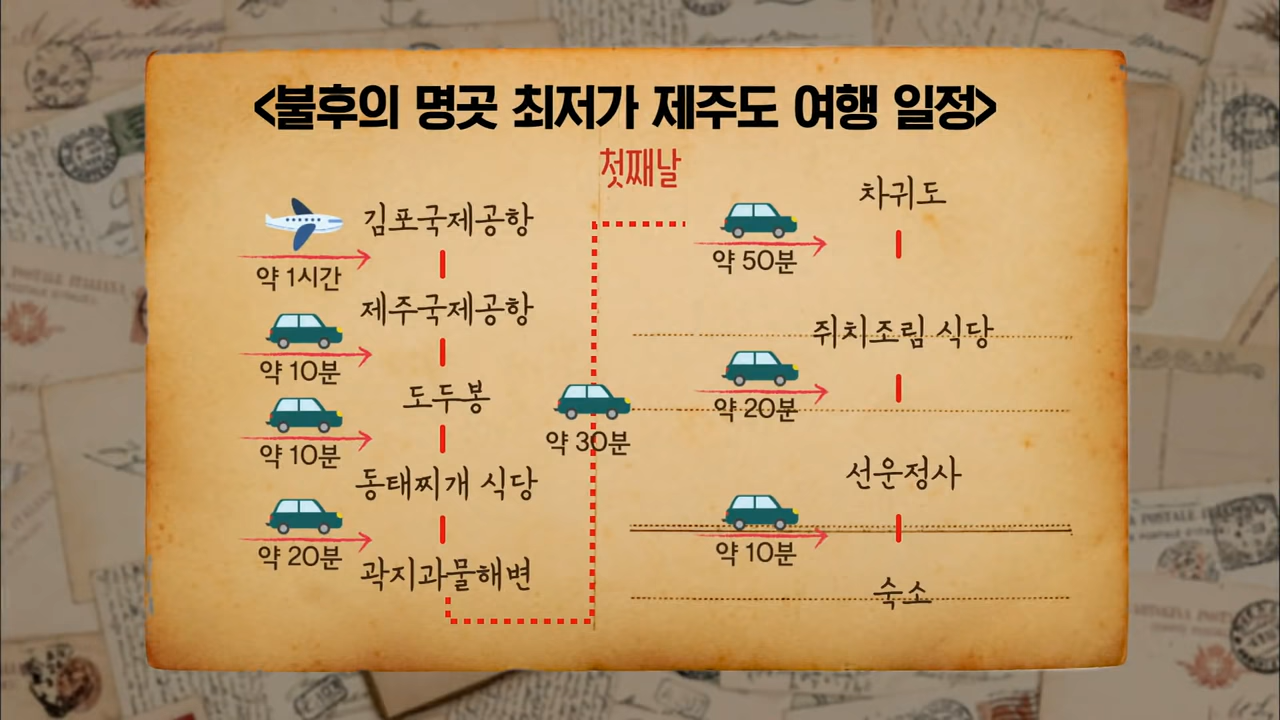 <불후의 명곳 최저가 제주도 여행 일정>
첫째날
김포국제공항
약 1시간
제주국제공항
약 10분
도두봉
약 10분
동태찌개 식당
약 20분
곽지과물해변
약 30분
차귀도
약 50분
쥐치조림 식당
약 20분
선운정사
약 10분
숙소